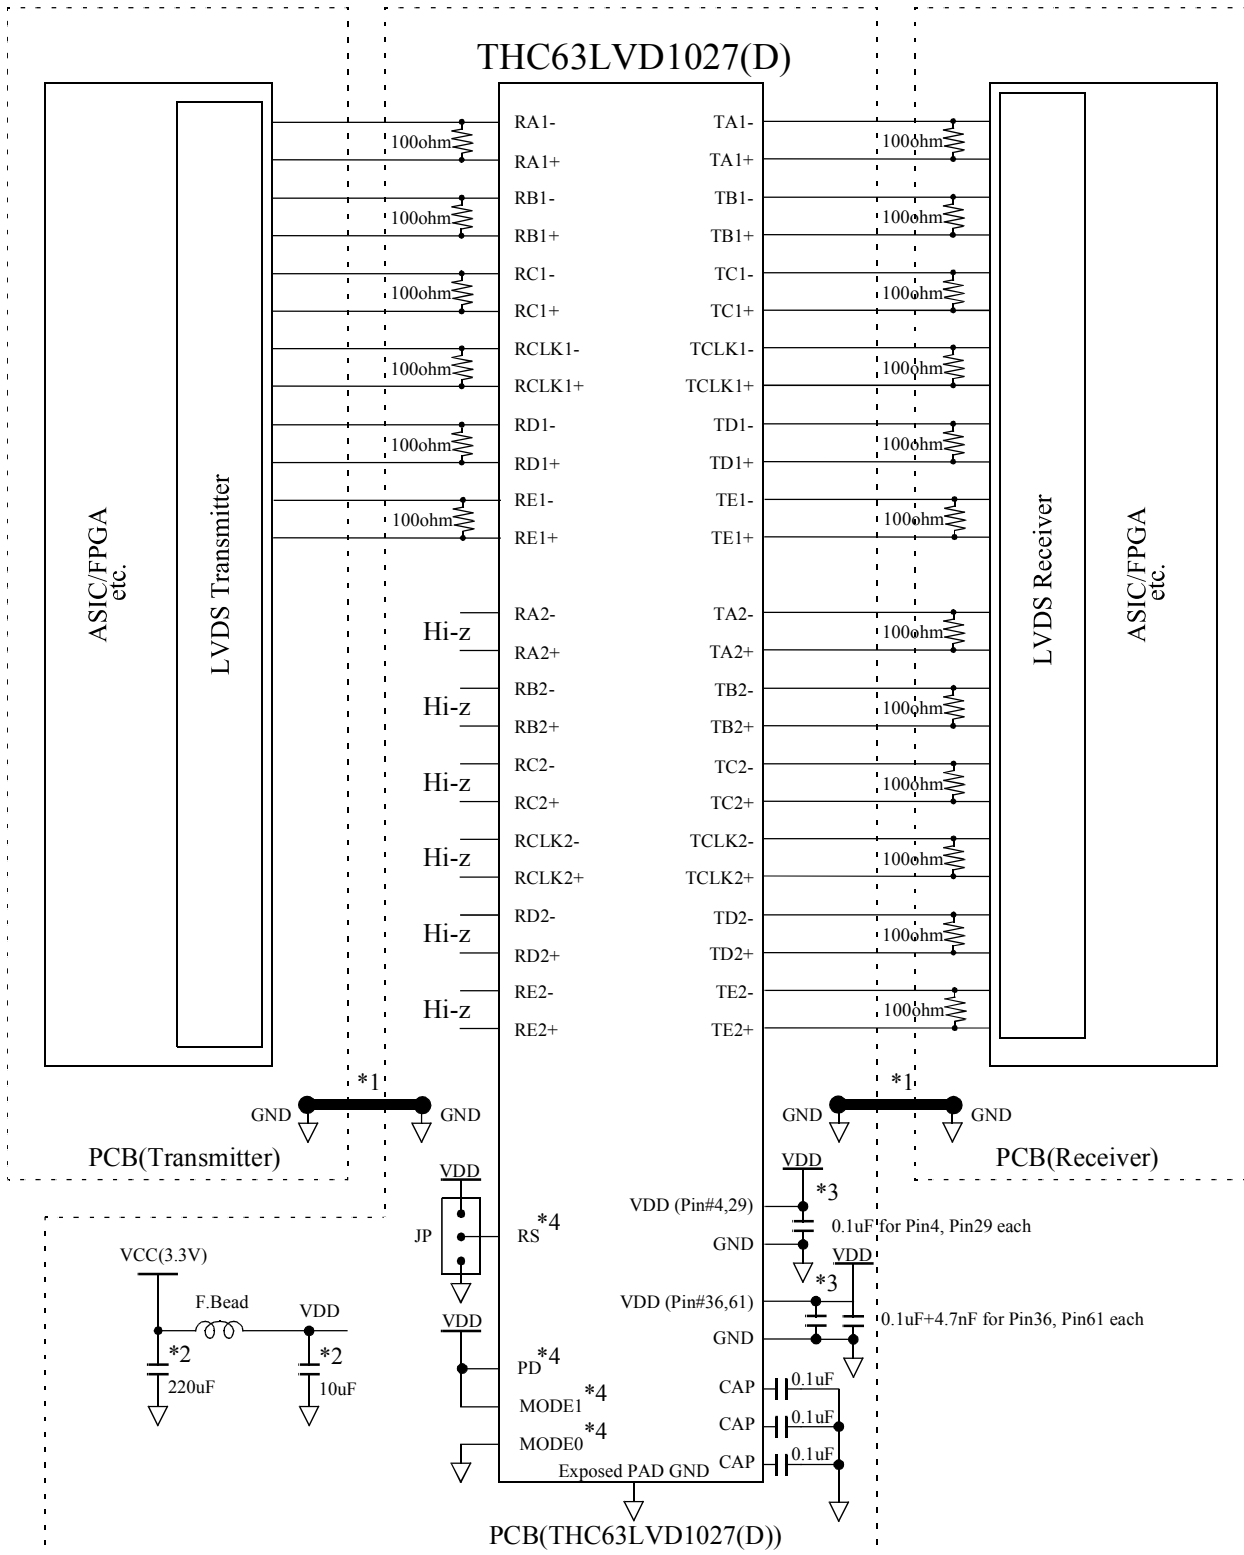 THC63LVD1027(D)
RA1- TA1-
100ohm 100ohm
RA1+ TA1+
RB1- TB1-
100ohm 100ohm
RB1+ TB1+
RC1- TC1-
100ohm 100ohm
RC1+ TC1+
RCLK1- TCLK1-
100ohm 100ohm
RCLK1+ TCLK1+
RD1- TD1-
100ohm 100ohm
RD1+ TD1+
RE1- TE1-
100ohm 100ohm
RE1+ TE1+
ASIC/FPGA
etc.
LVDS Transmitter
LVDS Receiver
ASIC/FPGA
etc.
RA2- TA2-
Hi-z 100ohm
RA2+ TA2+
RB2- TB2-
Hi-z 100ohm
RB2+ TB2+
RC2- TC2-
Hi-z 100ohm
RC2+ TC2+
RCLK2- TCLK2-
Hi-z 100ohm
RCLK2+ TCLK2+
RD2- TD2-
Hi-z 100ohm
RD2+ TD2+
RE2- TE2-
Hi-z 100ohm
RE2+ TE2+
*1 *1
GND GND GND GND
PCB(Transmitter) PCB(Receiver)
VDD VDD
*3
VDD (Pin#4,29)
0.1uF for Pin4, Pin29 each
JP RS*4
GND
VCC(3.3V) VDD
*3
F.Bead VDD
VDD VDD (Pin#36,61)
0.1uF+4.7nF for Pin36, Pin61 each
GND
*2 *2
220uF 10uF
PD*4
CAP 0.1uF
MODE1*4
CAP 0.1uF
MODE0*4
CAP 0.1uF
Exposed PAD GND
PCB(THC63LVD1027(D))